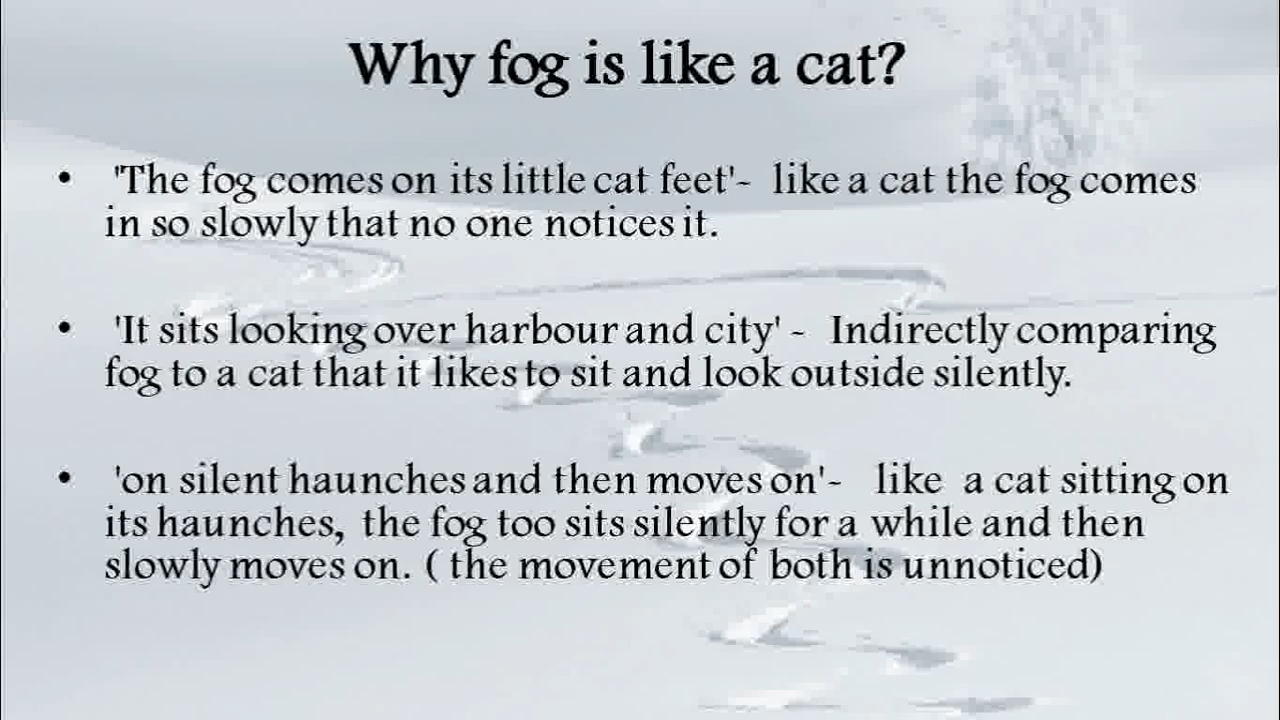 Why fog is like a cat?
• 'The fog comes on its little cat feet'- like a cat the fog comes
in so slowly that no one notices it.
• 'It sits looking over harbour and city' - Indirectly comparing
fog to a cat that it likes to sit and look outside silently.
• 'on silent haunches and then moves on'- like a cat sitting on
its haunches, the fog too sits silently for a while and then
slowly moves on. ( the movement of both is unnoticed)